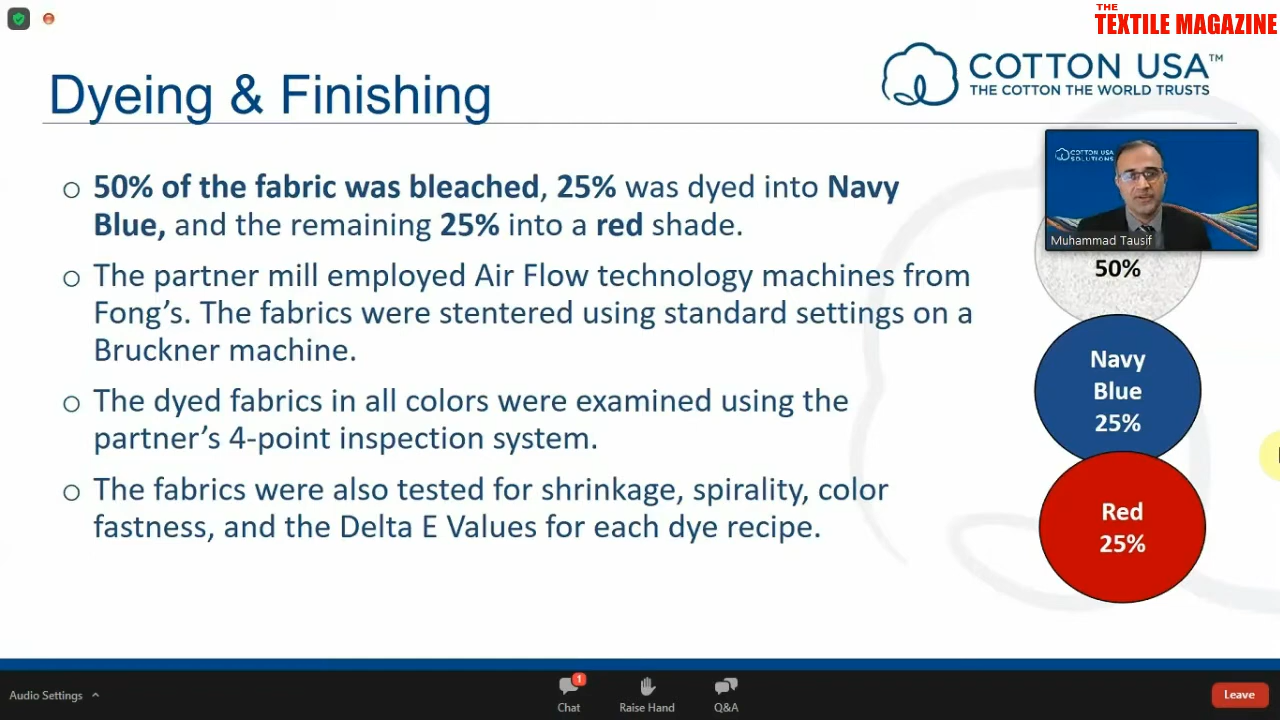 THE
TEXTILE MAGAZINE
COTTON USA™
THE COTTON THE WORLD TRUSTS
Dyeing & Finishing
○ 50% of the fabric was bleached, 25% was dyed into Navy
Blue, and the remaining 25% into a red shade.
○ The partner mill employed Air Flow technology machines from
Fong's. The fabrics were stentered using standard settings on a
Bruckner machine.
○ The dyed fabrics in all colors were examined using the
partner's 4-point inspection system.
○ The fabrics were also tested for shrinkage, spirality, color
fastness, and the Delta E Values for each dye recipe.
COTTON USA
SOLUTIONS
Muhammad Tausif
50%
Navy
Blue
25%
Red
25%
Audio Settings
1
Chat
Raise Hand
Q&A
Leave